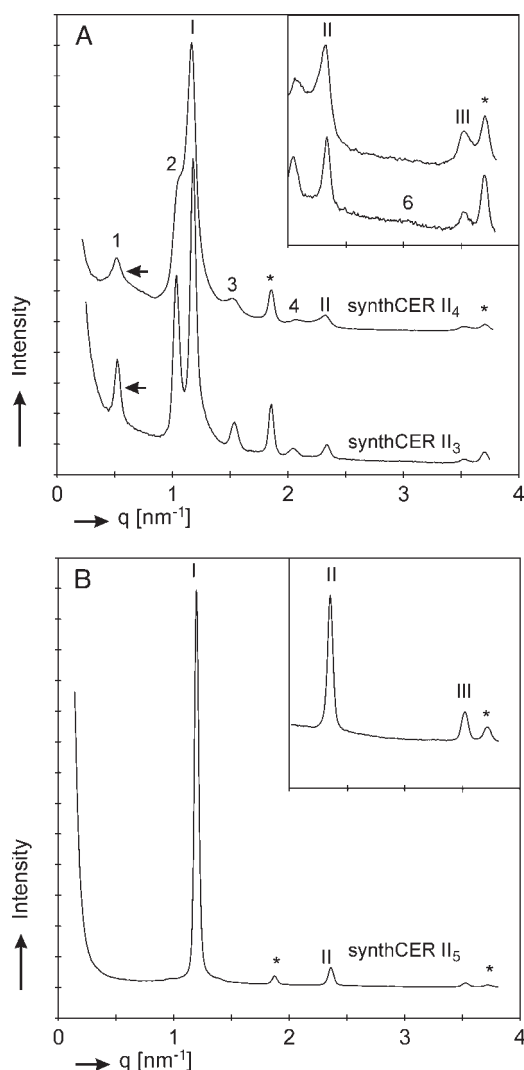 A
I
2
1
3
*
4
II
synthCER II₄
*
synthCER II₃
II
III
*
6
Intensity
0
1
2
3
4
q [nm⁻¹]
B
I
II
III
*
*
II
synthCER II₅
*
Intensity
0
1
2
3
4
q [nm⁻¹]